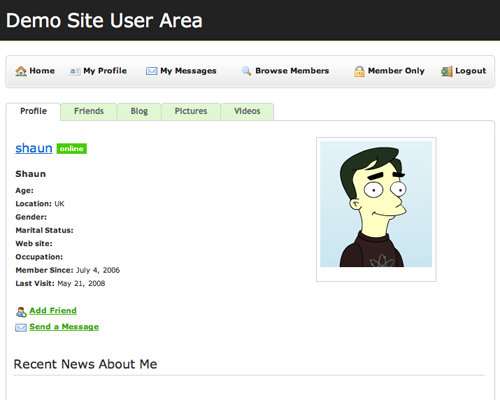 Demo Site User Area
Home My Profile My Messages Browse Members Member Only Logout
Profile Friends Blog Pictures Videos
shaun online
Shaun
Age:
Location: UK
Gender:
Marital Status:
Web site:
Occupation:
Member Since: July 4, 2006
Last Visit: May 21, 2008
Add Friend
Send a Message
Recent News About Me